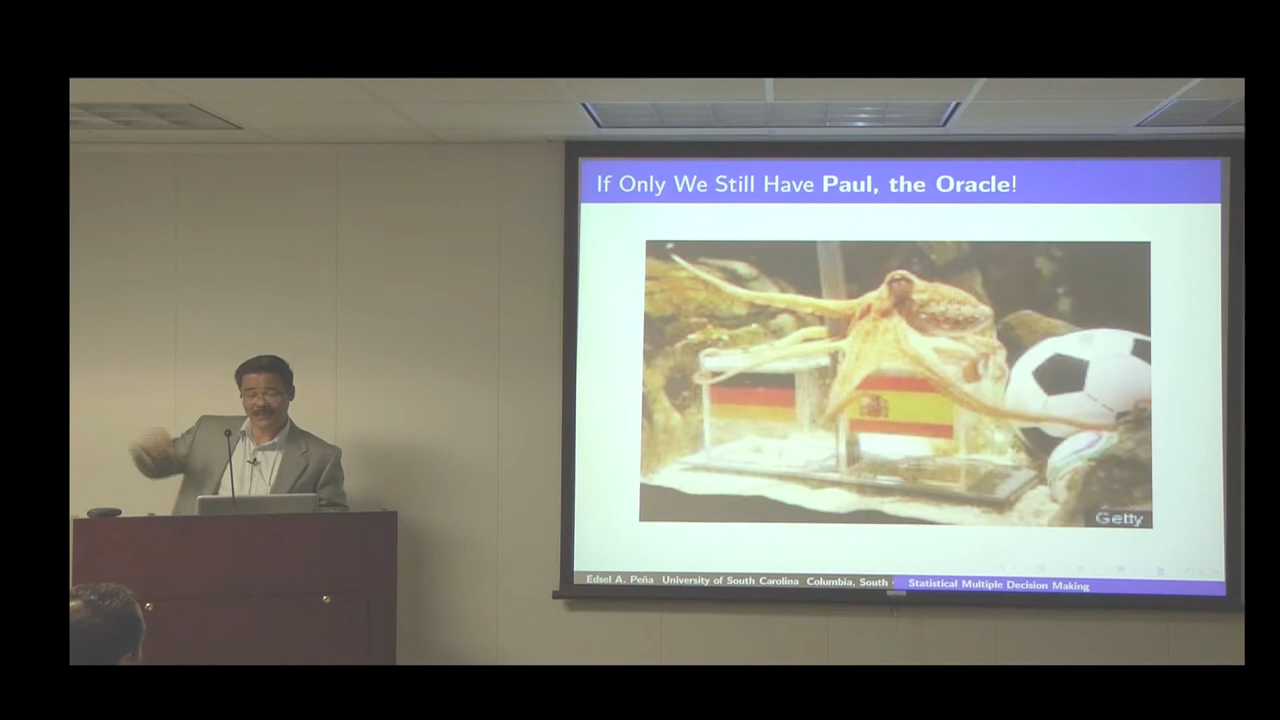 If Only We Still Have Paul, the Oracle!
Getty
Edsel A. Peña University of South Carolina Columbia, South
Statistical Multiple Decision Making